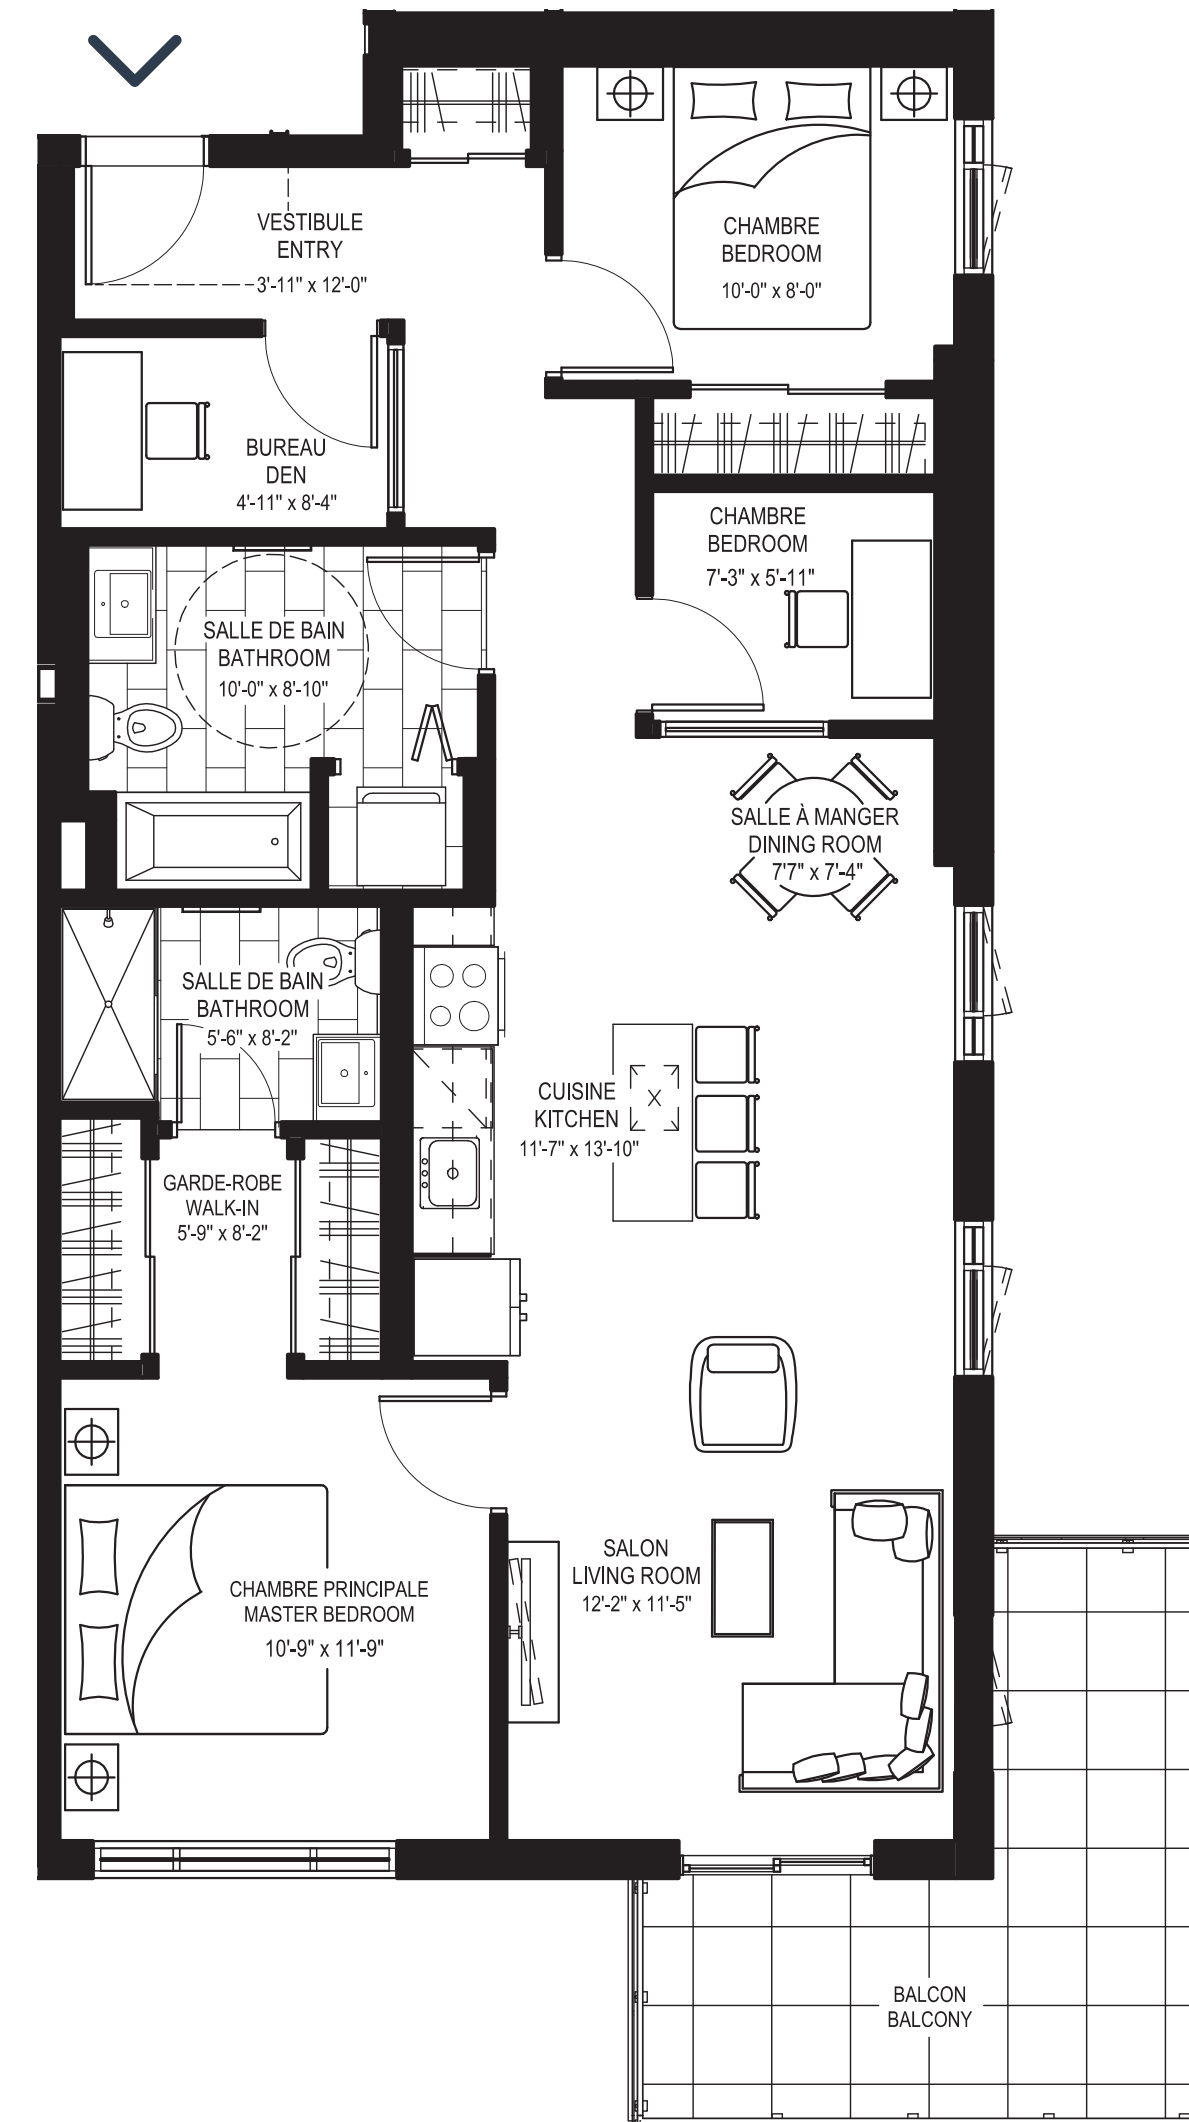 VESTIBULE
ENTRY
3'-11" x 12'-0"
CHAMBRE
BEDROOM
10'-0" x 8'-0"
BUREAU
DEN
4'-11" x 8'-4"
CHAMBRE
BEDROOM
7'-3" x 5'-11"
SALLE DE BAIN
BATHROOM
10'-0" x 8'-10"
SALLE À MANGER
DINING ROOM
7'7" x 7'-4"
SALLE DE BAIN
BATHROOM
5'-6" x 8'-2"
CUISINE
KITCHEN
11'-7" x 13'-10"
GARDE-ROBE
WALK-IN
5'-9" x 8'-2"
SALON
LIVING ROOM
12'-2" x 11'-5"
CHAMBRE PRINCIPALE
MASTER BEDROOM
10'-9" x 11'-9"
BALCON
BALCONY